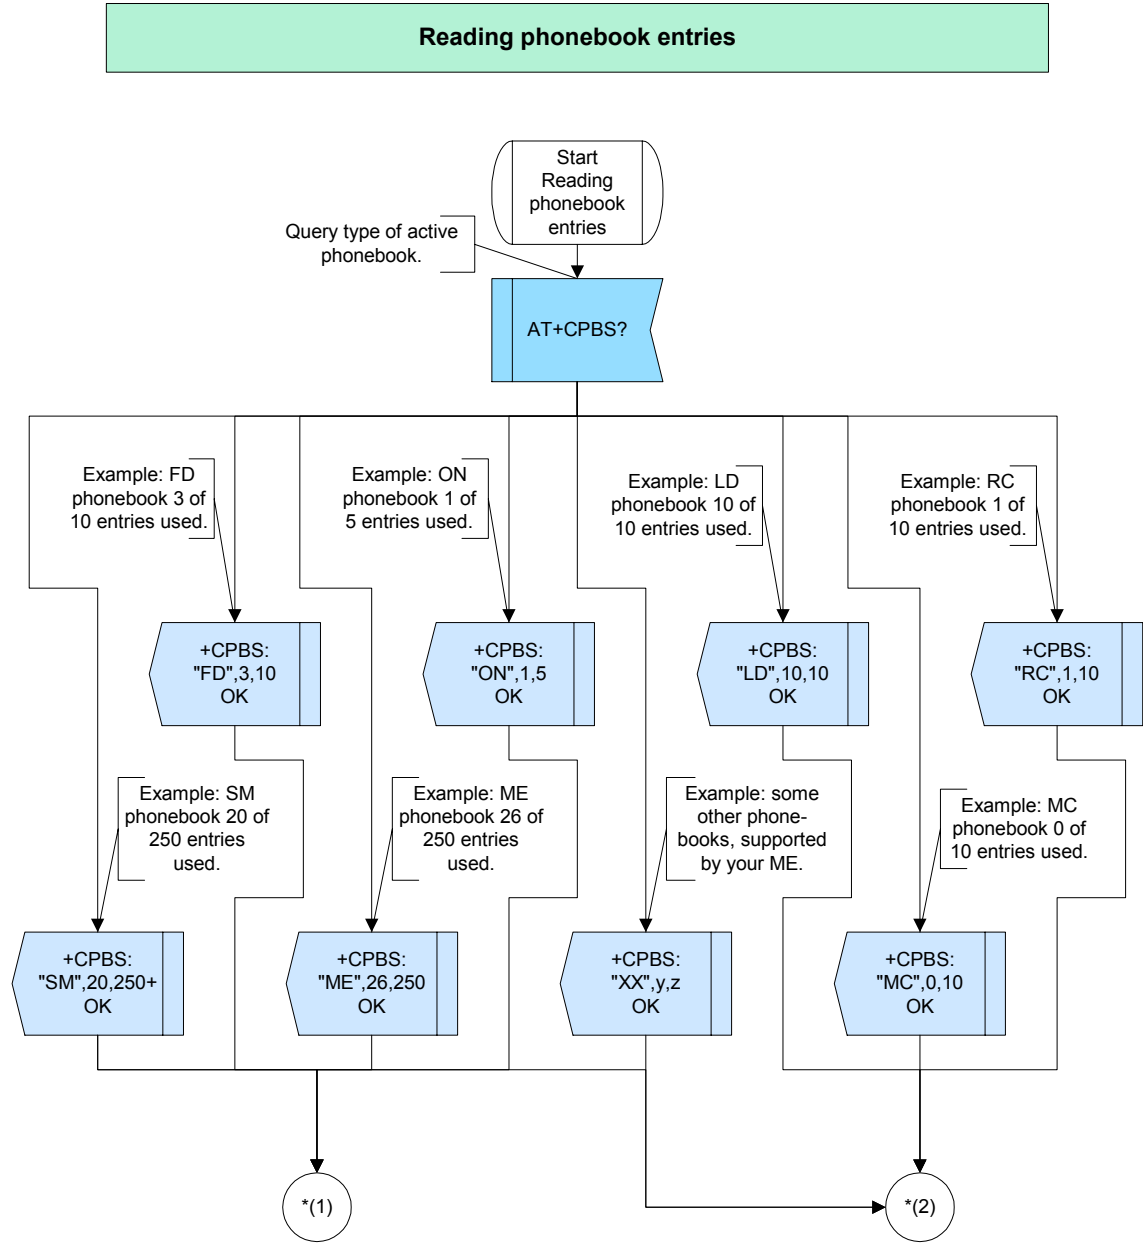 Reading phonebook entries
Start
Reading
phonebook
entries
Query type of active
phonebook.
AT+CPBS?
Example: FD
phonebook 3 of
10 entries used.
Example: ON
phonebook 1 of
5 entries used.
Example: LD
phonebook 10 of
10 entries used.
Example: RC
phonebook 1 of
10 entries used.
+CPBS:
"FD",3,10
OK
+CPBS:
"ON",1,5
OK
+CPBS:
"LD",10,10
OK
+CPBS:
"RC",1,10
OK
Example: SM
phonebook 20 of
250 entries
used.
Example: ME
phonebook 26 of
250 entries
used.
Example: some
other phone-
books, supported
by your ME.
Example: MC
phonebook 0 of
10 entries used.
+CPBS:
"SM",20,250+
OK
+CPBS:
"ME",26,250
OK
+CPBS:
"XX",y,z
OK
+CPBS:
"MC",0,10
OK
*(1)
*(2)